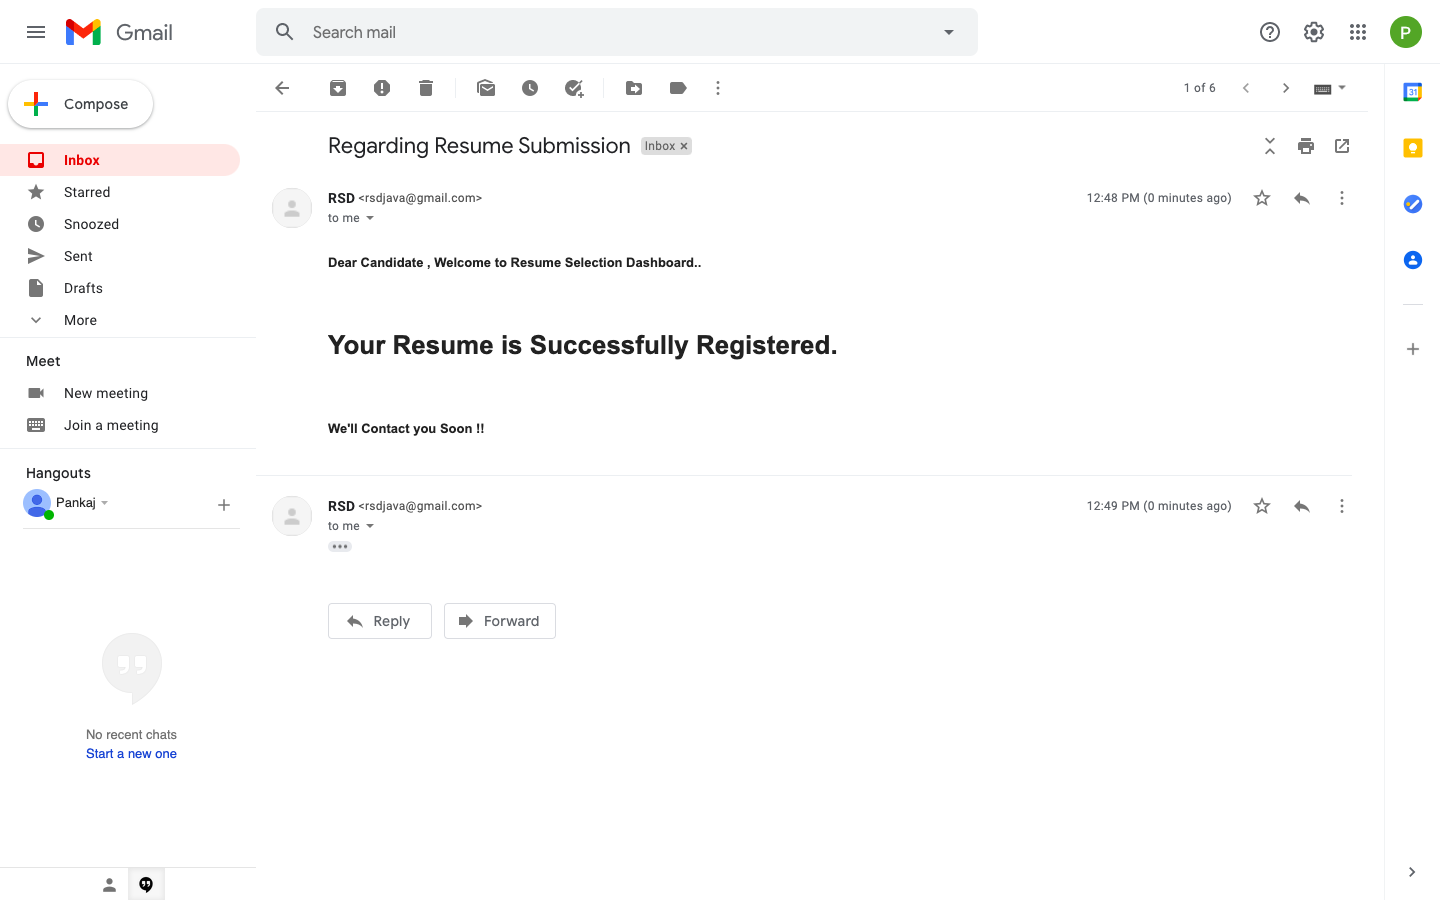 Gmail
Search mail
P
Compose
1 of 6
31
Inbox
Starred
Snoozed
Sent
Drafts
More
Meet
New meeting
Join a meeting
Hangouts
Pankaj
No recent chats
Start a new one
Regarding Resume Submission Inbox ×
RSD <rsdjava@gmail.com> 12:48 PM (0 minutes ago)
to me
Dear Candidate , Welcome to Resume Selection Dashboard..
Your Resume is Successfully Registered.
We'll Contact you Soon !!
RSD <rsdjava@gmail.com> 12:49 PM (0 minutes ago)
to me
Reply Forward